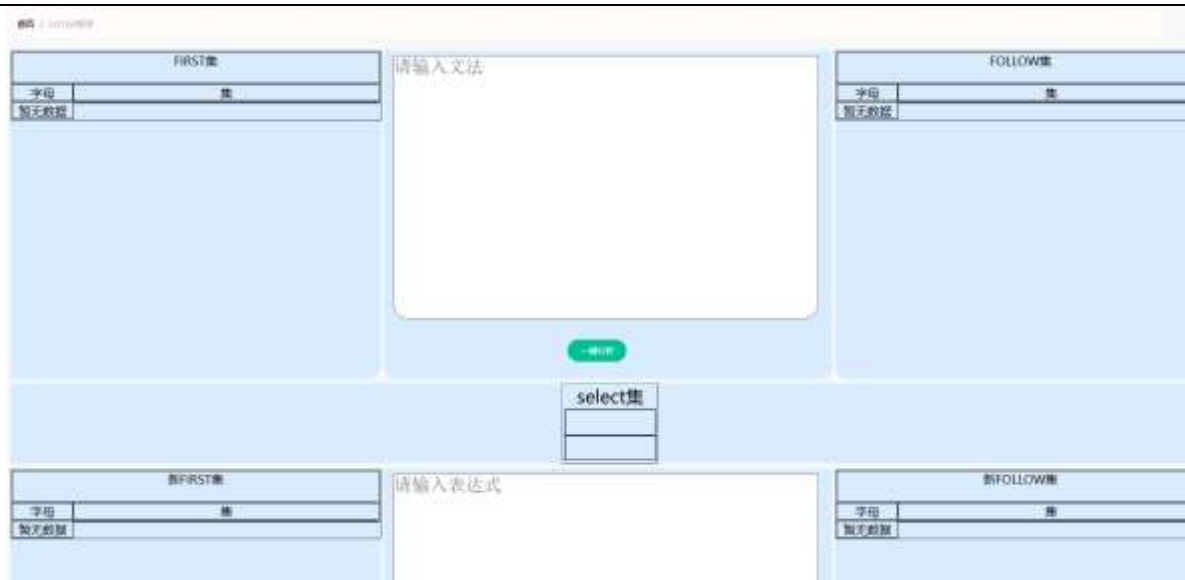 首页 /
FIRST集
字母 集
暂无数据
请输入文法
FOLLOW集
字母 集
暂无数据
select集
新FIRST集
字母 集
暂无数据
请输入表达式
新FOLLOW集
字母 集
暂无数据